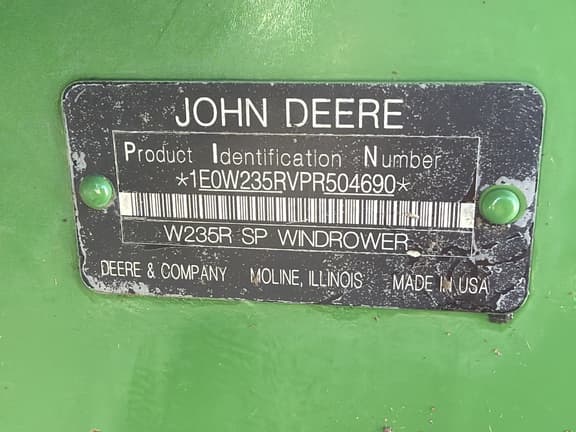 JOHN DEERE
Product Identification Number
*1E0W235RVPR504690*
W235R SP WINDROWER
DEERE & COMPANY MOLINE, ILLINOIS MADE IN USA